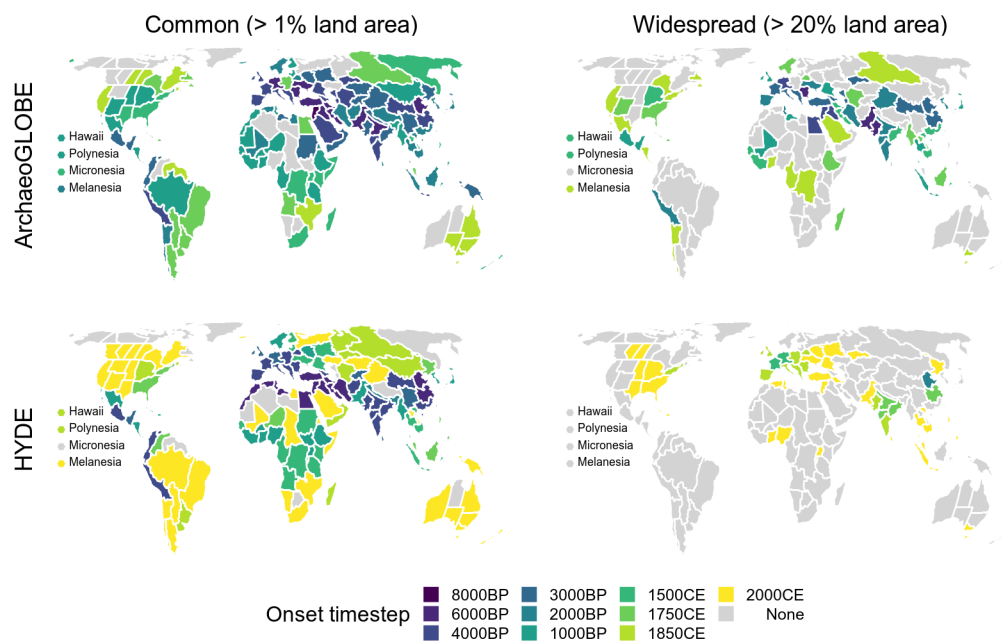 Common (> 1% land area)
Widespread (> 20% land area)
ArchaeoGLOBE
Hawaii
Polynesia
Micronesia
Melanesia
Hawaii
Polynesia
Micronesia
Melanesia
HYDE
Hawaii
Polynesia
Micronesia
Melanesia
Hawaii
Polynesia
Micronesia
Melanesia
Onset timestep
8000BP 3000BP 1500CE 2000CE
6000BP 2000BP 1750CE None
4000BP 1000BP 1850CE